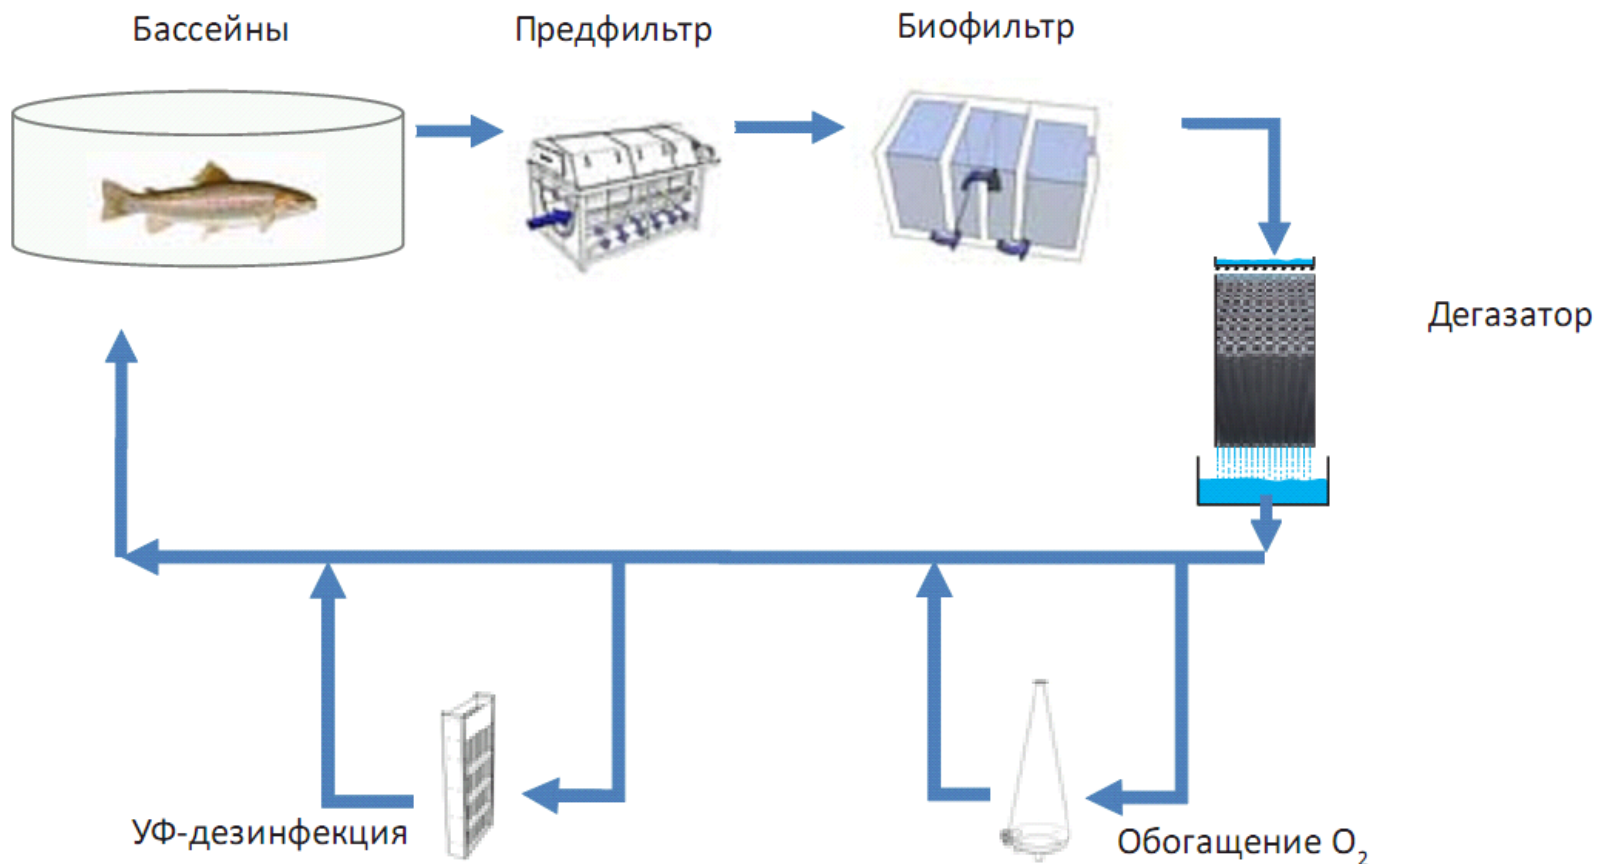 Бассейны
Предфильтр
Биофильтр
Дегазатор
УФ-дезинфекция
Обогащение O₂